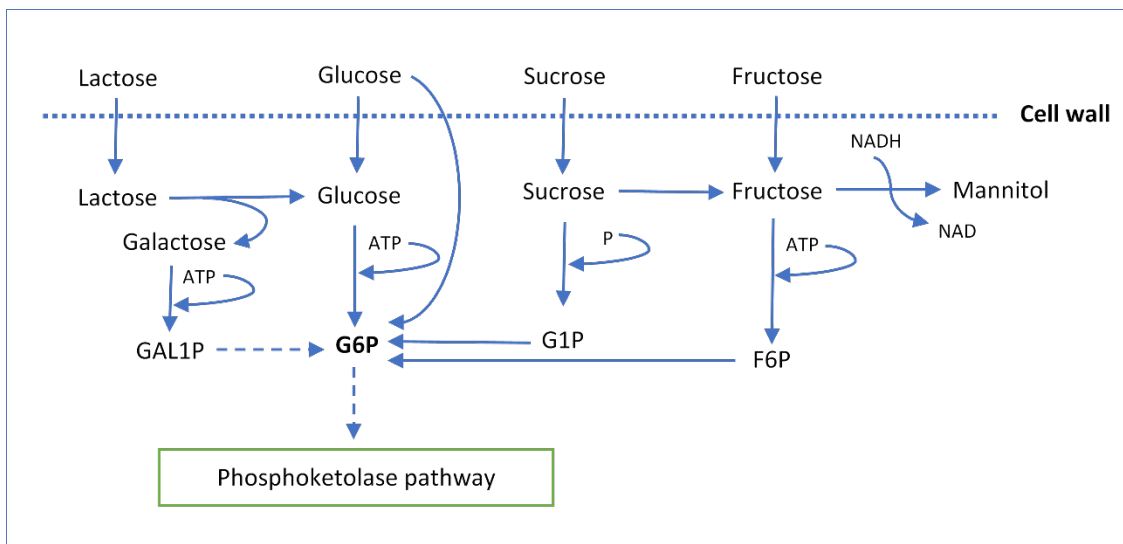 Lactose
Glucose
Sucrose
Fructose
Cell wall
NADH
Lactose
Glucose
Sucrose
Fructose
Mannitol
NAD
Galactose
ATP
P
ATP
ATP
GAL1P
G6P
G1P
F6P
Phosphoketolase pathway